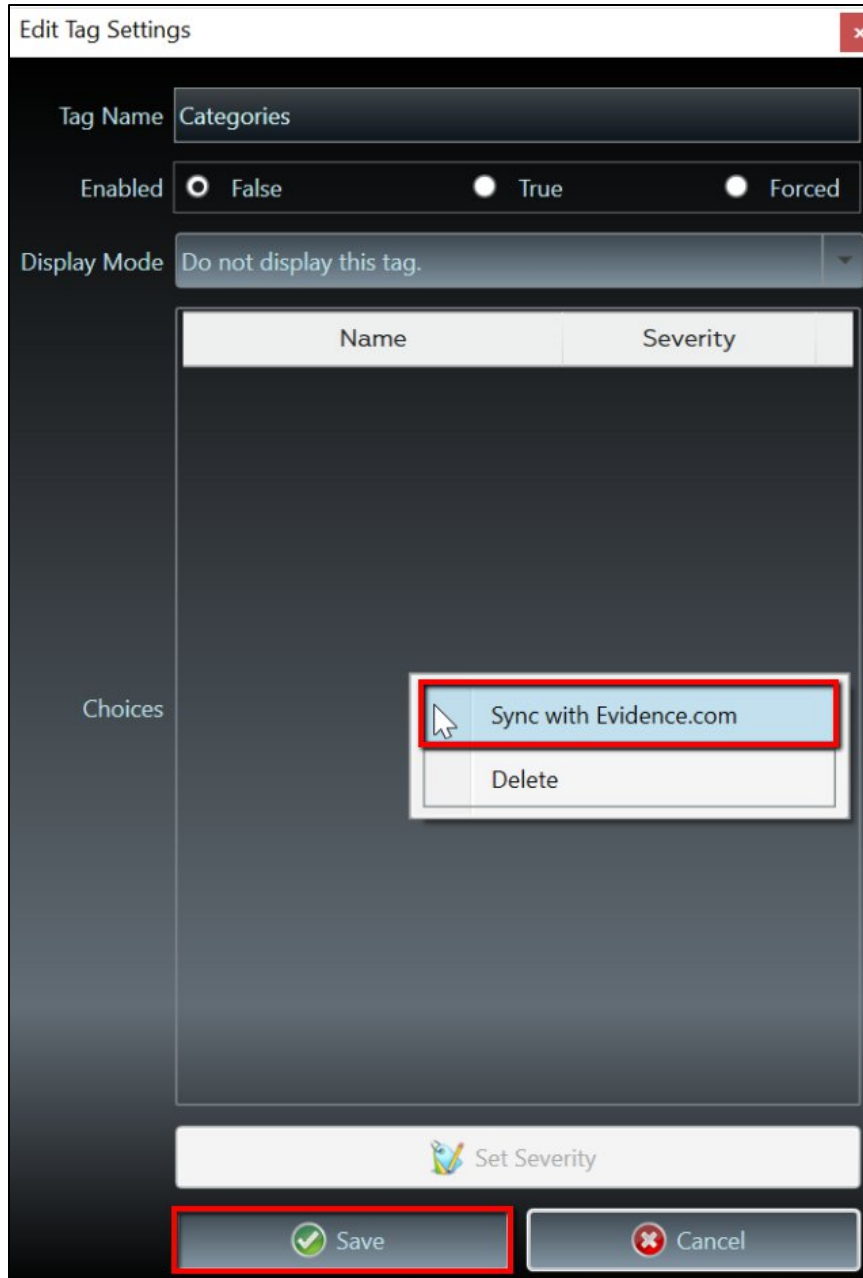 Edit Tag Settings
Tag Name Categories
Enabled False True Forced
Display Mode Do not display this tag.
Name Severity
Choices
Sync with Evidence.com
Delete
Set Severity
Save Cancel